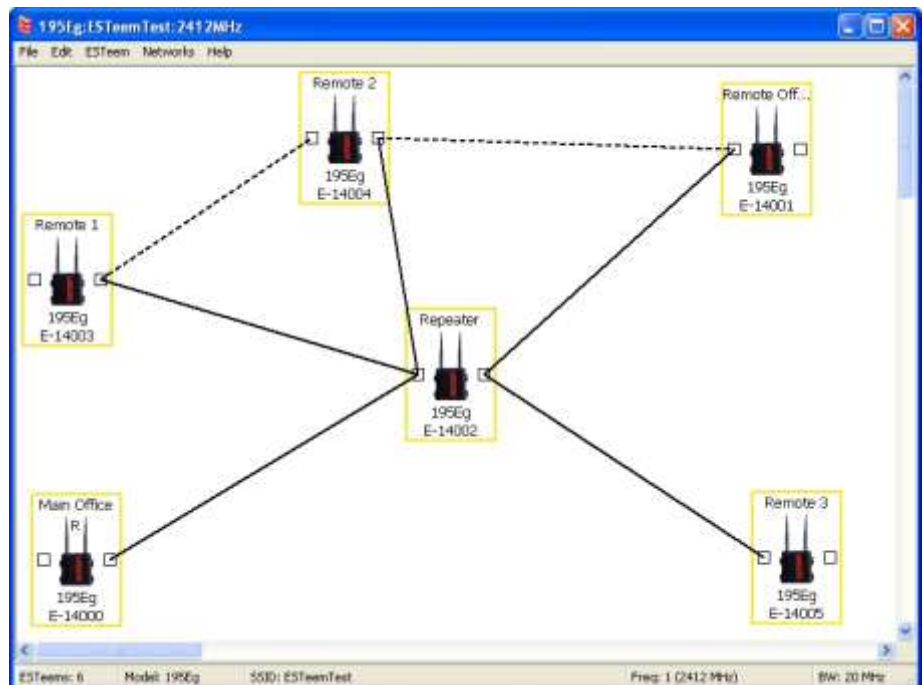 195Eg:ESTeemTest:2412MHz
File Edit ESTeem Networks Help
Remote 2
195Eg
E-14004
Remote Off...
195Eg
E-14001
Remote 1
195Eg
E-14003
Repeater
195Eg
E-14002
Main Office
R
195Eg
E-14000
Remote 3
195Eg
E-14005
ESTeems: 6 Model: 195Eg SSID: ESTeemTest Freq: 1 (2412 MHz) BW: 20 MHz